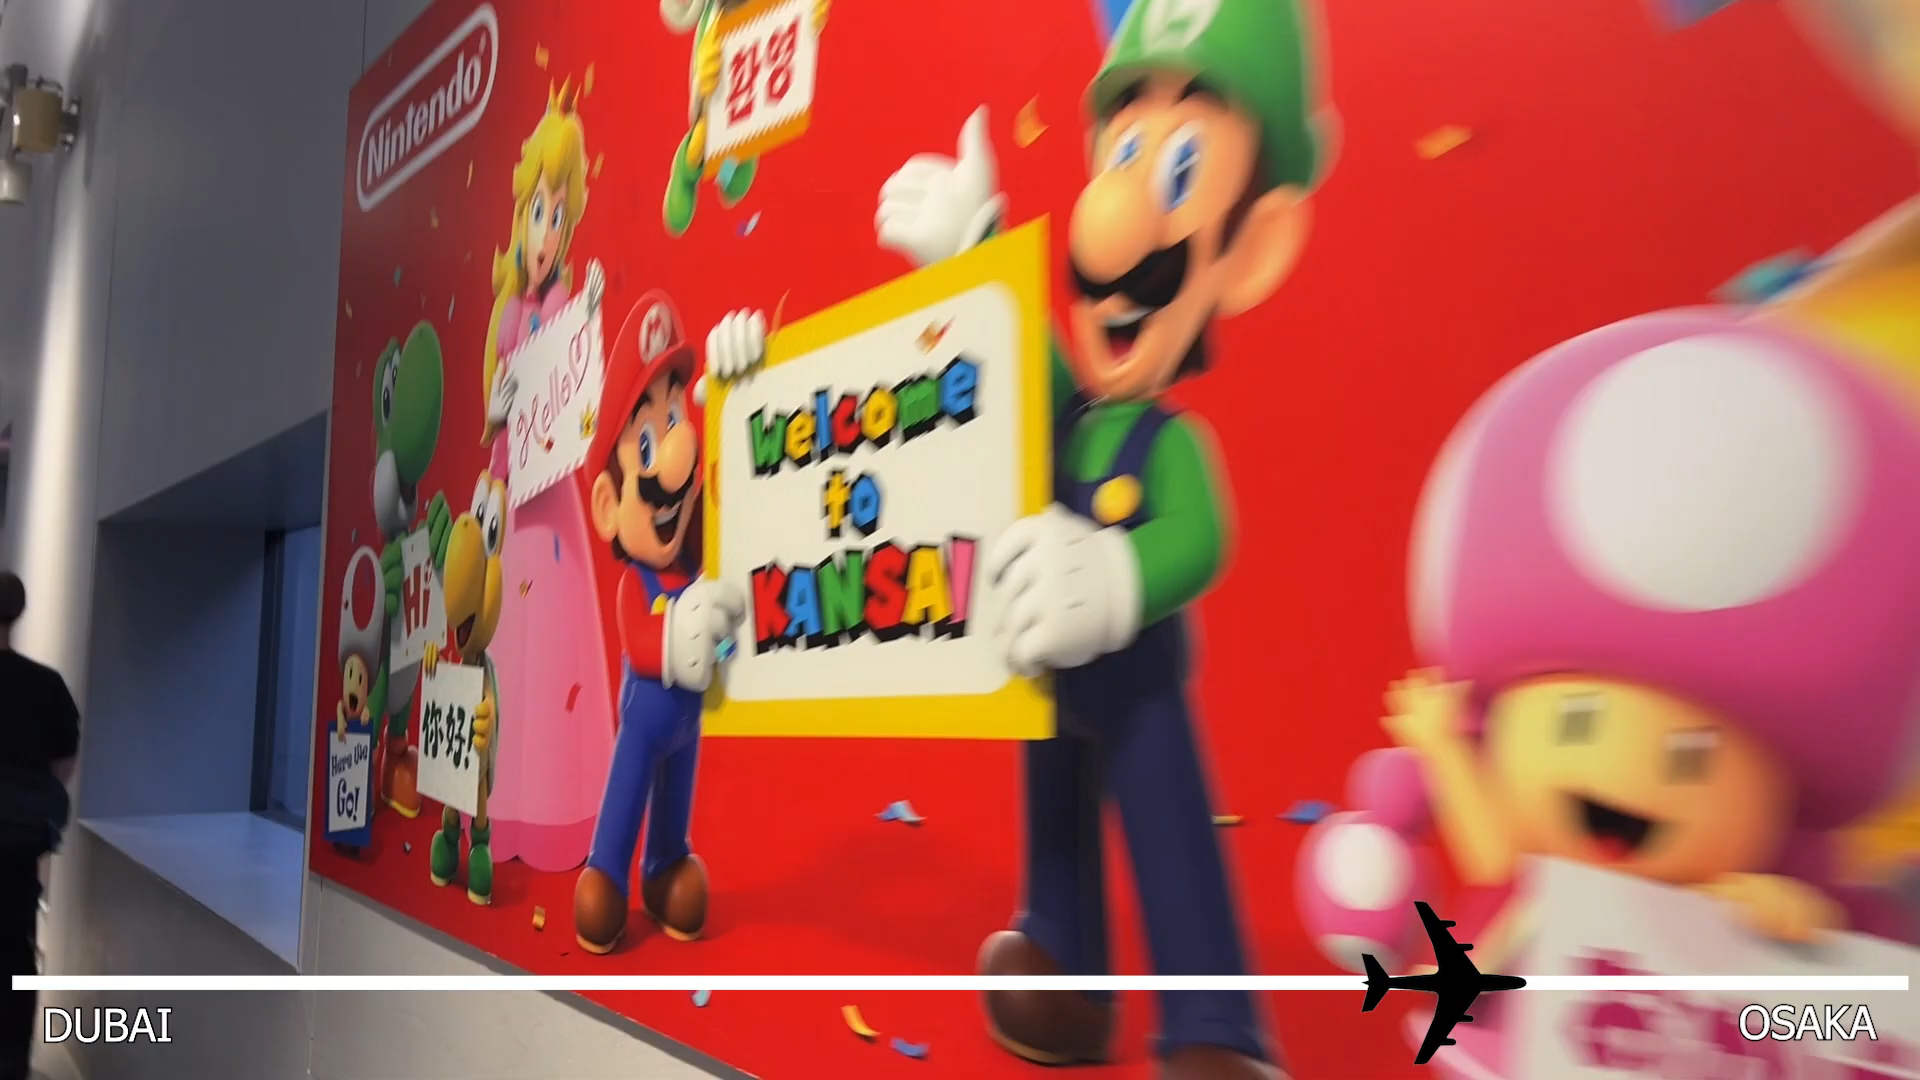 Nintendo
환영
Hello
M
L
Welcome
to
KANSAI
Hi
你好!
Here We
Go!
DUBAI
OSAKA